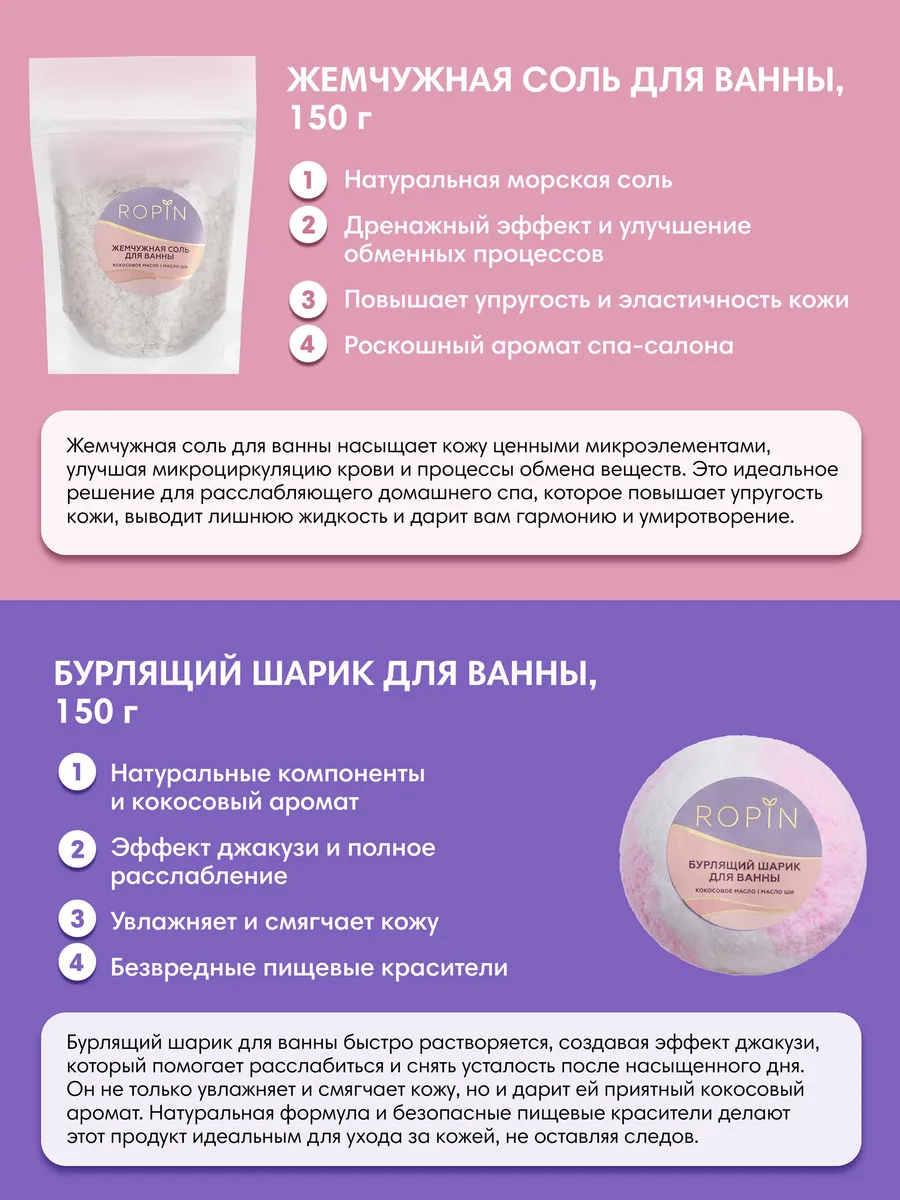 ЖЕМЧУЖНАЯ СОЛЬ ДЛЯ ВАННЫ,
150 г
ROPIN
ЖЕМЧУЖНАЯ СОЛЬ
ДЛЯ ВАННЫ
КОКОСОВОЕ МАСЛО | МАСЛО ШИ
1 Натуральная морская соль
2 Дренажный эффект и улучшение
обменных процессов
3 Повышает упругость и эластичность кожи
4 Роскошный аромат спа-салона
Жемчужная соль для ванны насыщает кожу ценными микроэлементами,
улучшая микроциркуляцию крови и процессы обмена веществ. Это идеальное
решение для расслабляющего домашнего спа, которое повышает упругость
кожи, выводит лишнюю жидкость и дарит вам гармонию и умиротворение.
БУРЛЯЩИЙ ШАРИК ДЛЯ ВАННЫ,
150 г
1 Натуральные компоненты
и кокосовый аромат
2 Эффект джакузи и полное
расслабление
3 Увлажняет и смягчает кожу
4 Безвредные пищевые красители
ROPIN
БУРЛЯЩИЙ ШАРИК
ДЛЯ ВАННЫ
КОКОСОВОЕ МАСЛО | МАСЛО ШИ
Бурлящий шарик для ванны быстро растворяется, создавая эффект джакузи,
который помогает расслабиться и снять усталость после насыщенного дня.
Он не только увлажняет и смягчает кожу, но и дарит ей приятный кокосовый
аромат. Натуральная формула и безопасные пищевые красители делают
этот продукт идеальным для ухода за кожей, не оставляя следов.